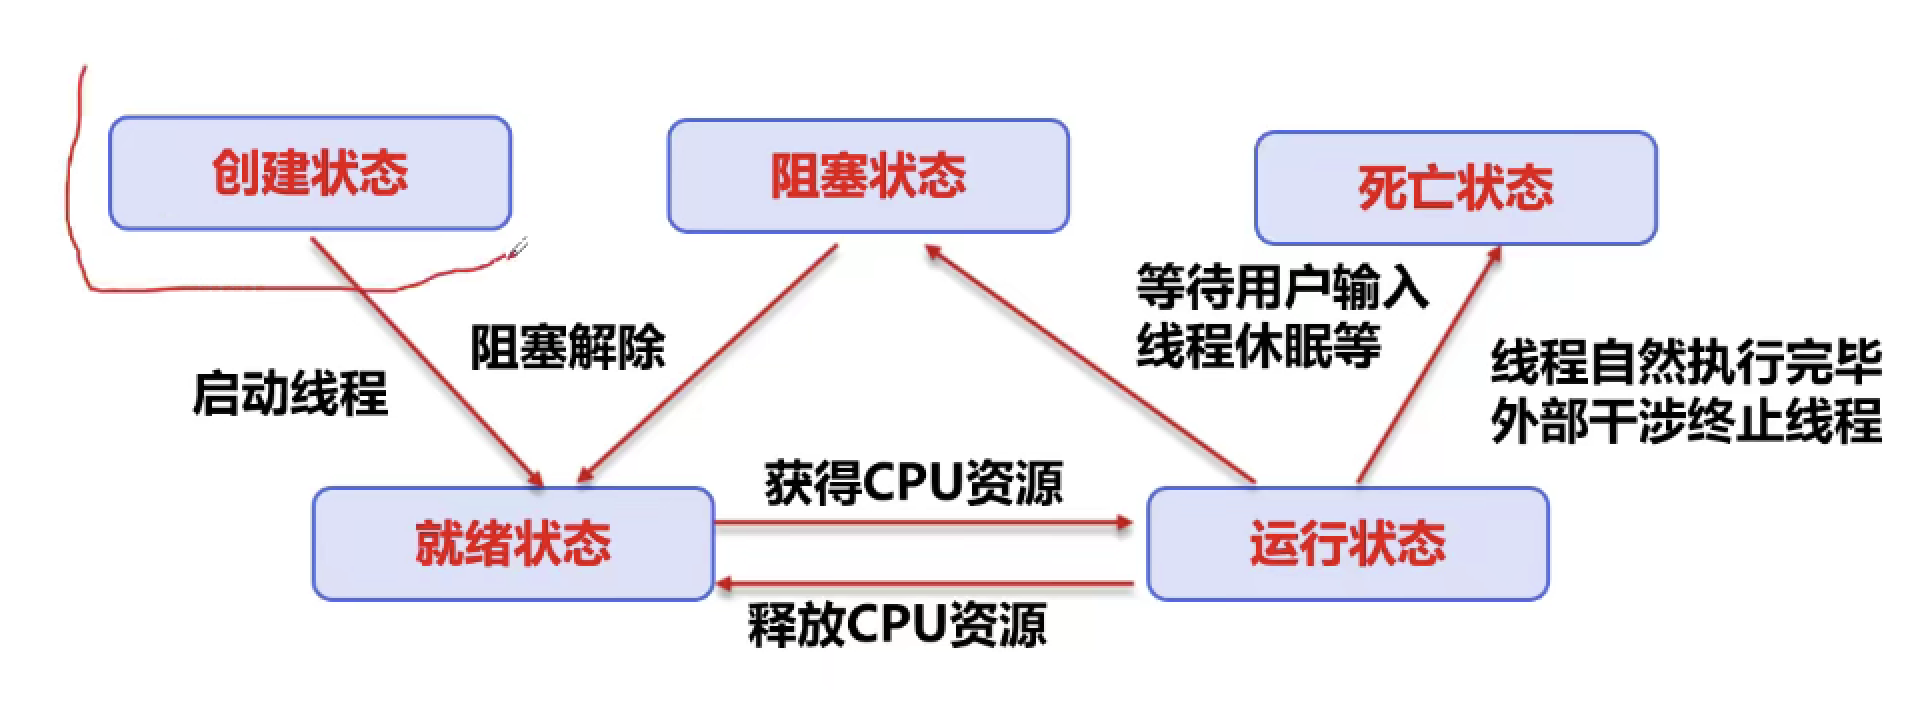 创建状态
阻塞状态
死亡状态
等待用户输入
线程休眠等
阻塞解除
启动线程
线程自然执行完毕
外部干涉终止线程
获得CPU资源
就绪状态
运行状态
释放CPU资源